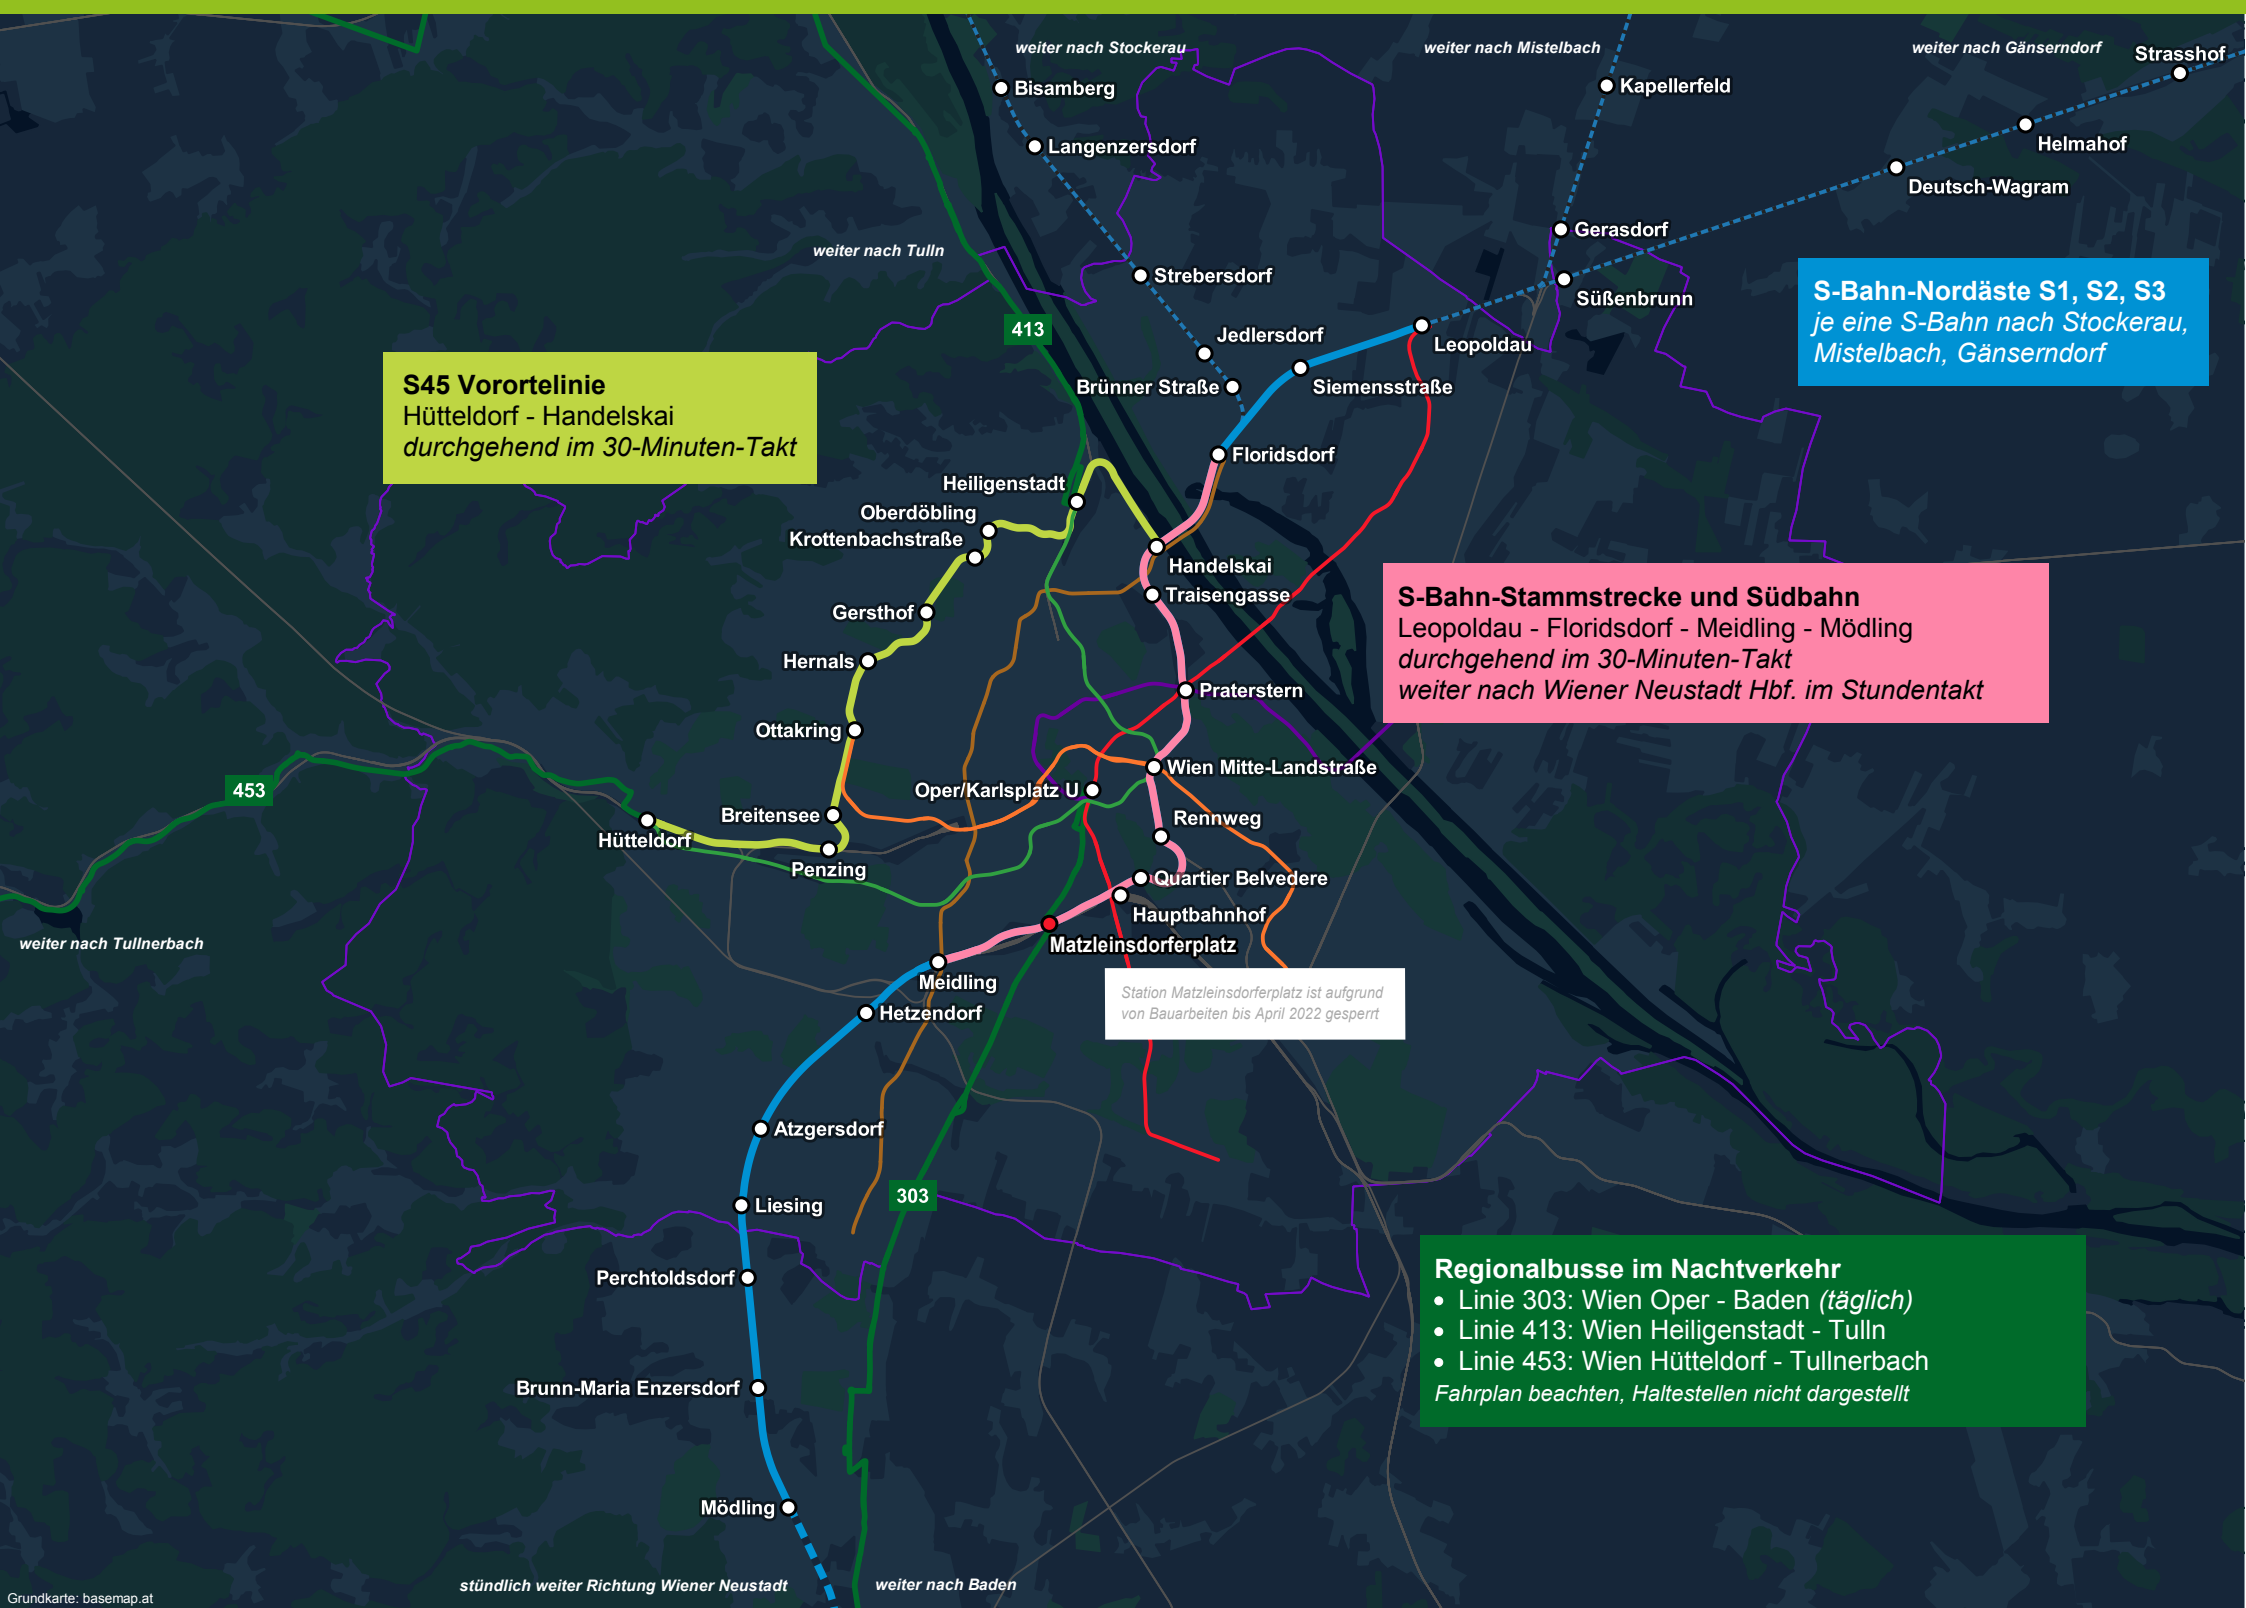 weiter nach Stockerau
weiter nach Mistelbach
weiter nach Gänserndorf
Strasshof
Bisamberg
Kapellerfeld
Helmahof
Langenzersdorf
Deutsch-Wagram
Gerasdorf
weiter nach Tulln
Strebersdorf
Süßenbrunn
S-Bahn-Nordäste S1, S2, S3
je eine S-Bahn nach Stockerau,
Mistelbach, Gänserndorf
413
Jedlersdorf
Leopoldau
Brünner Straße
Siemensstraße
S45 Vorortelinie
Hütteldorf - Handelskai
durchgehend im 30-Minuten-Takt
Floridsdorf
Heiligenstadt
Oberdöbling
Krottenbachstraße
Handelskai
Traisengasse
Gersthof
S-Bahn-Stammstrecke und Südbahn
Leopoldau - Floridsdorf - Meidling - Mödling
durchgehend im 30-Minuten-Takt
weiter nach Wiener Neustadt Hbf. im Stundentakt
Hernals
Praterstern
Ottakring
Wien Mitte-Landstraße
453
Oper/Karlsplatz U
Breitensee
Rennweg
Hütteldorf
Penzing
Quartier Belvedere
Hauptbahnhof
weiter nach Tullnerbach
Matzleinsdorferplatz
Meidling
Station Matzleinsdorferplatz ist aufgrund
von Bauarbeiten bis April 2022 gesperrt
Hetzendorf
Atzgersdorf
303
Liesing
Perchtoldsdorf
Regionalbusse im Nachtverkehr
• Linie 303: Wien Oper - Baden (täglich)
• Linie 413: Wien Heiligenstadt - Tulln
• Linie 453: Wien Hütteldorf - Tullnerbach
Fahrplan beachten, Haltestellen nicht dargestellt
Brunn-Maria Enzersdorf
Mödling
stündlich weiter Richtung Wiener Neustadt
weiter nach Baden
Grundkarte: basemap.at